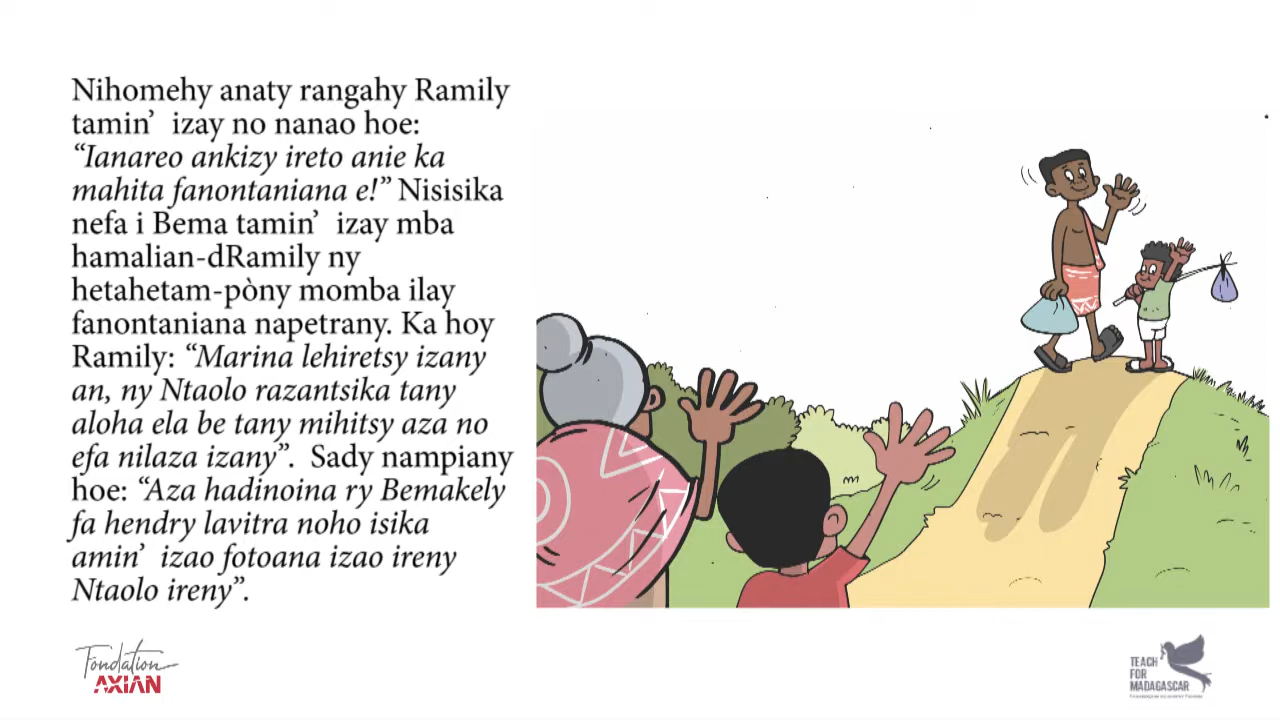 Nihomehy anaty rangahy Ramily
tamin’ izay no nanao hoe:
“Ianareo ankizy ireto anie ka
mahita fanontaniana e!” Nisisika
nefa i Bema tamin’ izay mba
hamalian-dRamily ny
hetahetam-pòny momba ilay
fanontaniana napetrany. Ka hoy
Ramily: “Marina lehiretsy izany
an, ny Ntaolo razantsika tany
aloha ela be tany mihitsy aza no
efa nilaza izany”. Sady nampiany
hoe: “Aza hadinoina ry Bemakely
fa hendry lavitra noho isika
amin’ izao fotoana izao ireny
Ntaolo ireny”.
Fondation
AXIAN
TEACH
FOR
MADAGASCAR